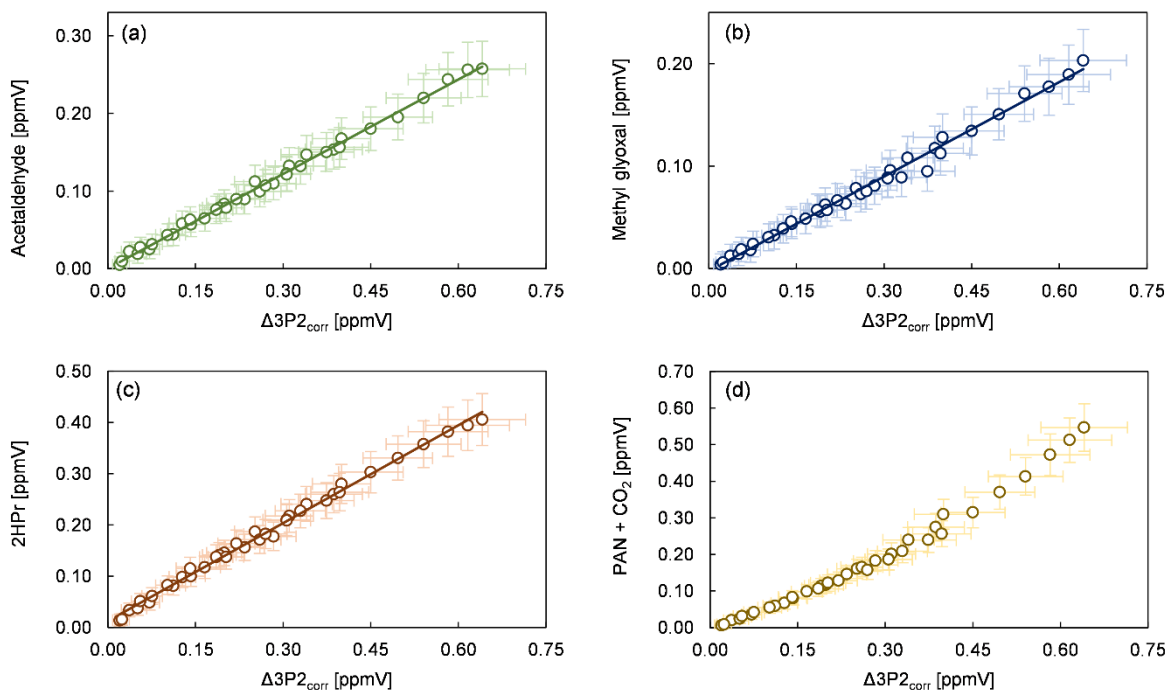 (a)
Acetaldehyde [ppmV]
0.30
0.20
0.10
0.00
0.00 0.15 0.30 0.45 0.60 0.75
Δ3P2corr [ppmV]
(b)
Methyl glyoxal [ppmV]
0.20
0.10
0.00
0.00 0.15 0.30 0.45 0.60 0.75
Δ3P2corr [ppmV]
(c)
2HPr [ppmV]
0.50
0.40
0.30
0.20
0.10
0.00
0.00 0.15 0.30 0.45 0.60 0.75
Δ3P2corr [ppmV]
(d)
PAN + CO2 [ppmV]
0.70
0.60
0.50
0.40
0.30
0.20
0.10
0.00
0.00 0.15 0.30 0.45 0.60 0.75
Δ3P2corr [ppmV]